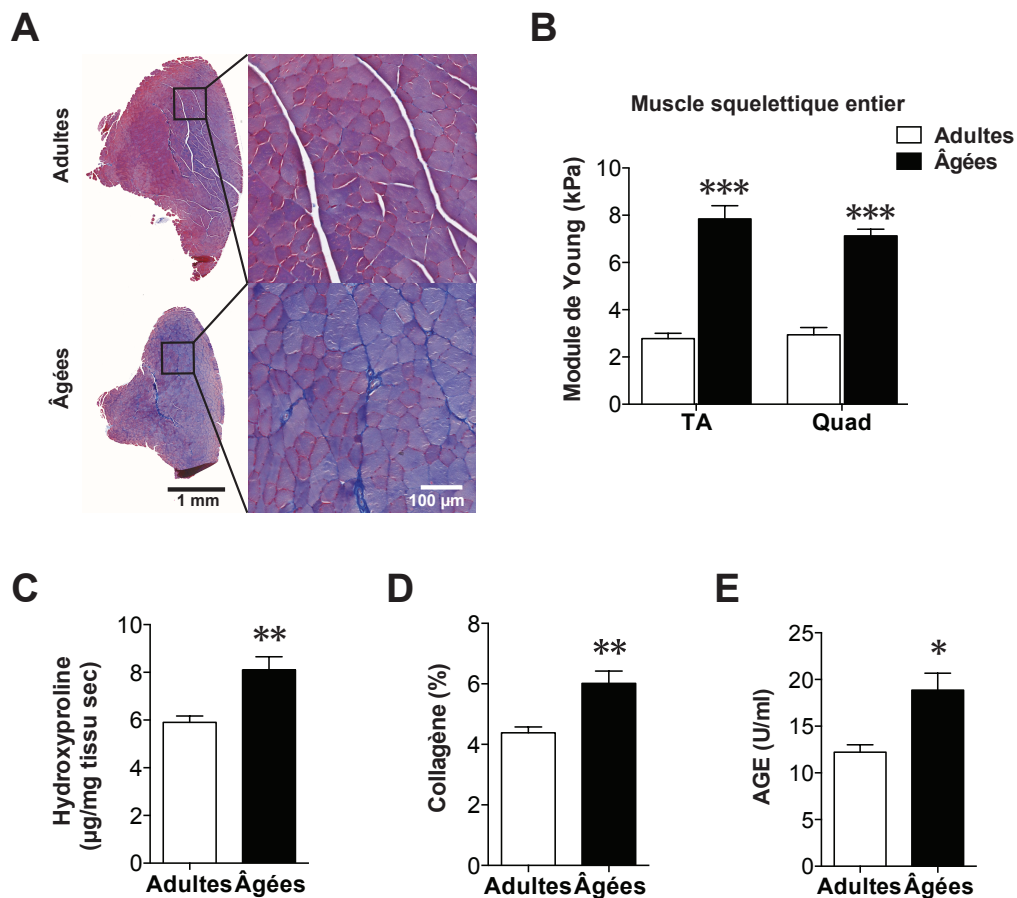 A
Adultes
Âgées
1 mm
100 µm
B
Muscle squelettique entier
Adultes
Âgées
Module de Young (kPa)
10
8
6
4
2
0
***
***
TA
Quad
C
Hydroxyproline
(µg/mg tissu sec)
10
8
6
4
2
0
**
Adultes Âgées
D
Collagène (%)
8
6
4
2
0
**
Adultes Âgées
E
AGE (U/ml)
25
20
15
10
5
0
*
Adultes Âgées